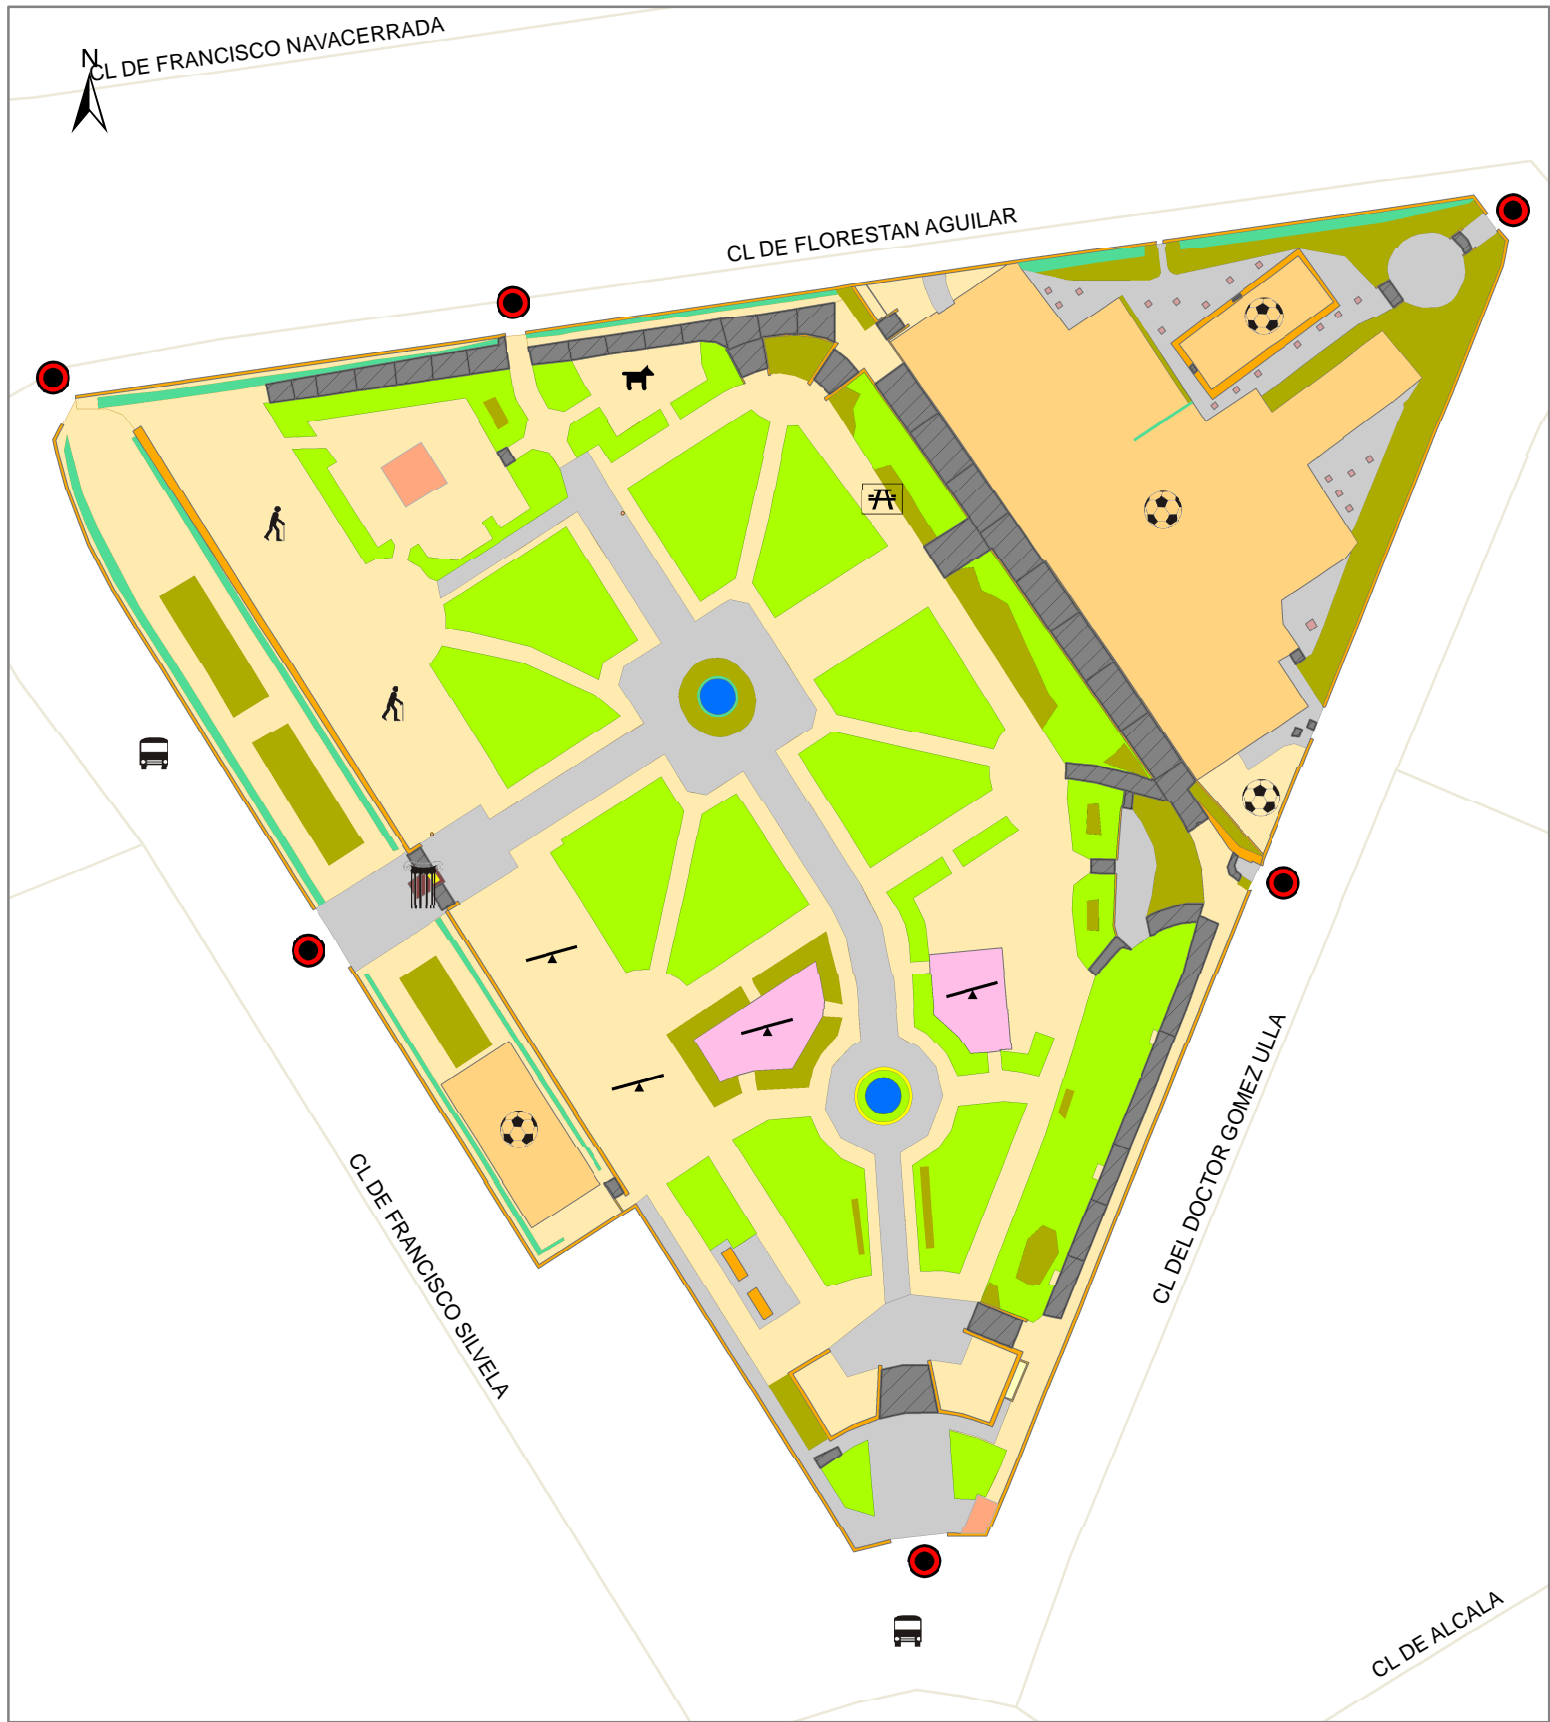 CL DE FRANCISCO NAVACERRADA
N
CL DE FLORESTAN AGUILAR
CL DEL DOCTOR GOMEZ ULLA
CL DE FRANCISCO SILVELA
CL DE ALCALA